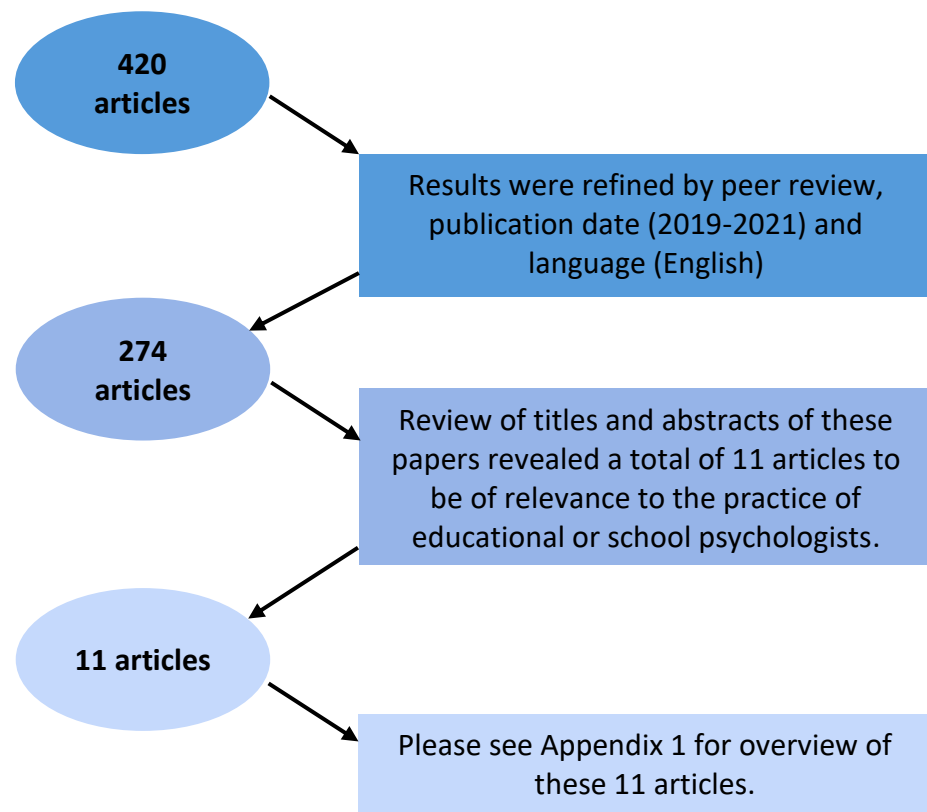 420
articles
Results were refined by peer review,
publication date (2019-2021) and
language (English)
274
articles
Review of titles and abstracts of these
papers revealed a total of 11 articles to
be of relevance to the practice of
educational or school psychologists.
11 articles
Please see Appendix 1 for overview of
these 11 articles.